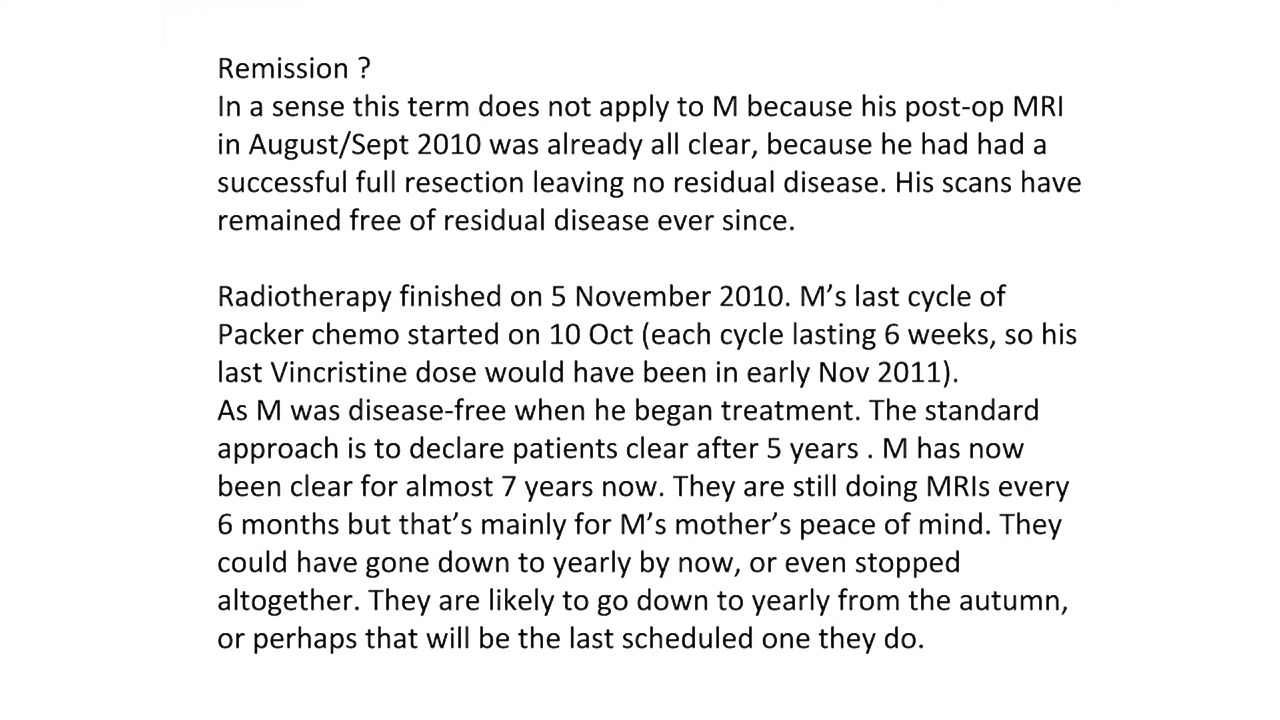 Remission ?
In a sense this term does not apply to M because his post-op MRI
in August/Sept 2010 was already all clear, because he had had a
successful full resection leaving no residual disease. His scans have
remained free of residual disease ever since.
Radiotherapy finished on 5 November 2010. M’s last cycle of
Packer chemo started on 10 Oct (each cycle lasting 6 weeks, so his
last Vincristine dose would have been in early Nov 2011).
As M was disease-free when he began treatment. The standard
approach is to declare patients clear after 5 years . M has now
been clear for almost 7 years now. They are still doing MRIs every
6 months but that’s mainly for M’s mother’s peace of mind. They
could have gone down to yearly by now, or even stopped
altogether. They are likely to go down to yearly from the autumn,
or perhaps that will be the last scheduled one they do.